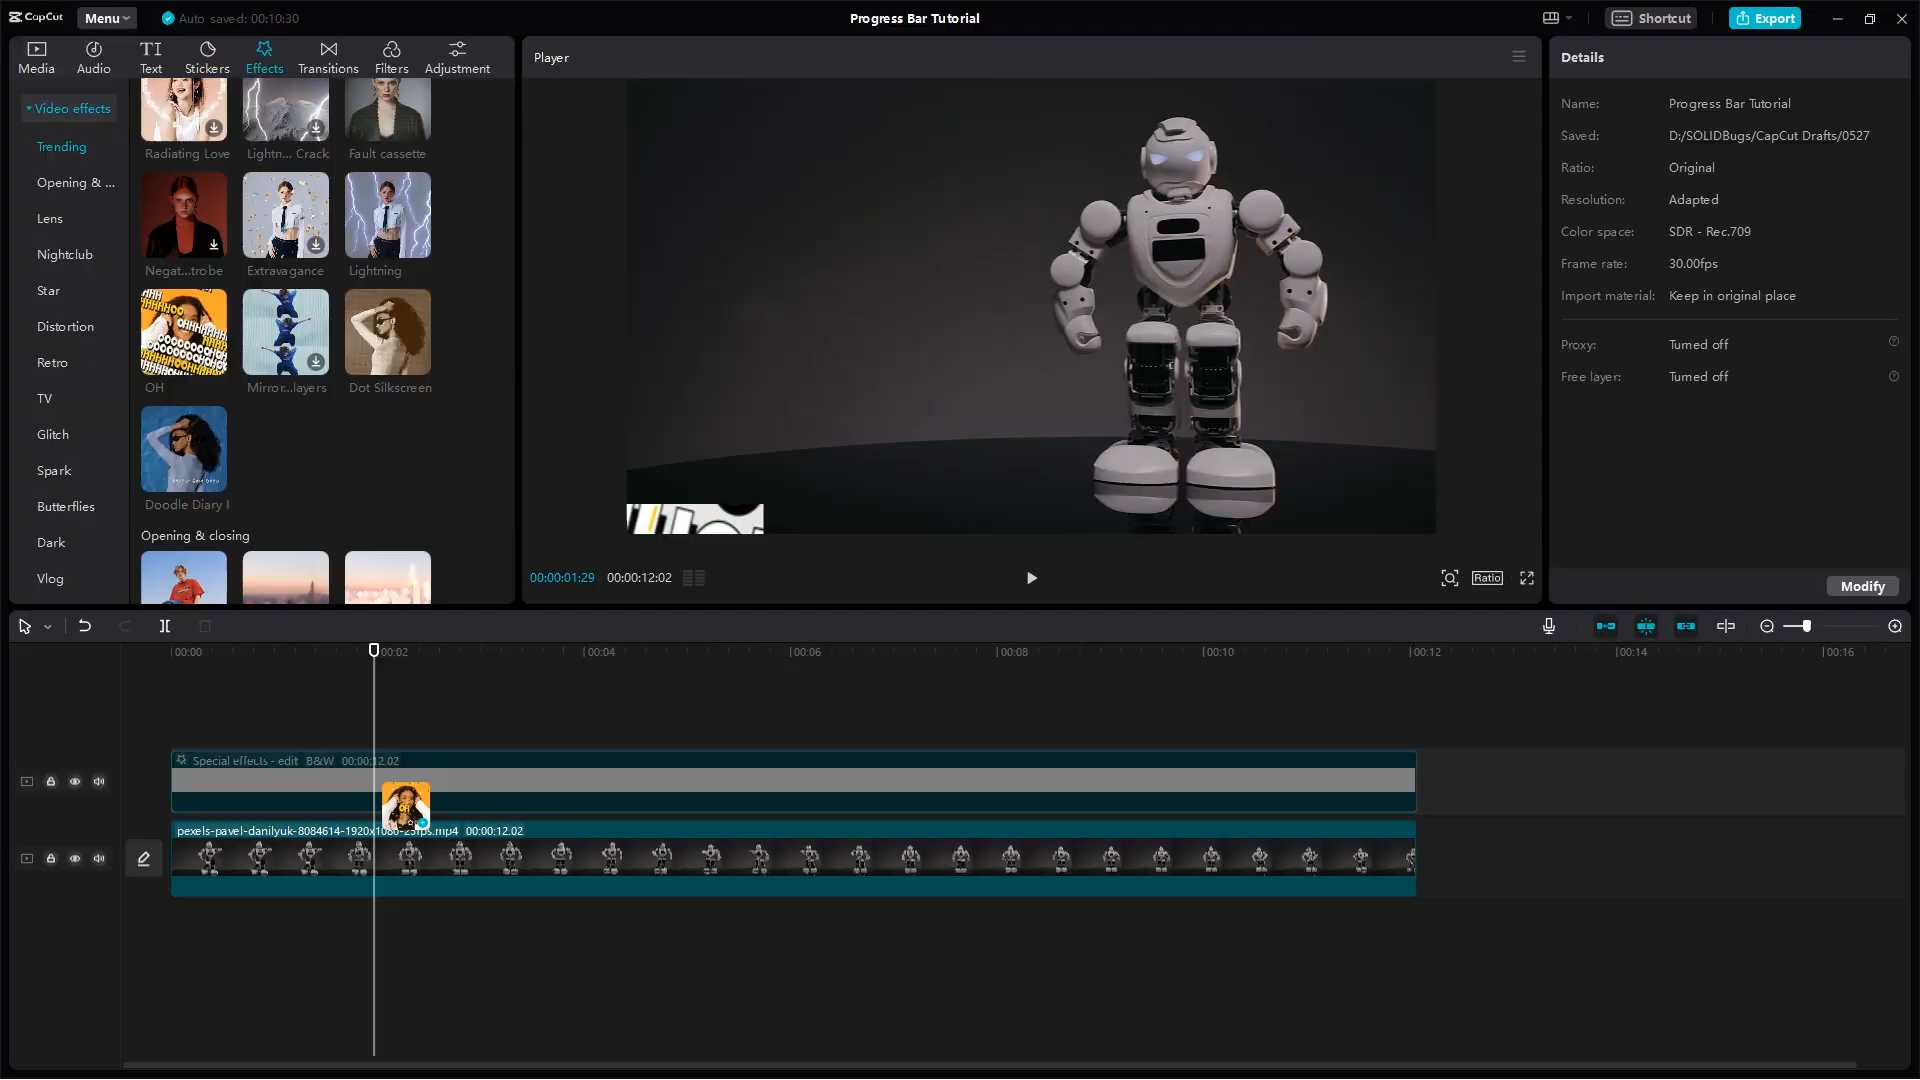 CapCut
Menu
Auto saved: 00:10:30
Progress Bar Tutorial
Shortcut
Export
Media
Audio
TI
Text
Stickers
Effects
Transitions
Filters
Adjustment
Player
Details
Video effects
Trending
Opening & ...
Lens
Nightclub
Star
Distortion
Retro
TV
Glitch
Spark
Butterflies
Dark
Vlog
Radiating Love
Lightn... Crack
Fault cassette
Negat...trobe
Extravagance
Lightning
OH
Mirror...layers
Dot Silkscreen
Doodle Diary I
Opening & closing
00:00:01:29
00:00:12:02
Ratio
Name: Progress Bar Tutorial
Saved: D:/SOLIDBugs/CapCut Drafts/0527
Ratio: Original
Resolution: Adapted
Color space: SDR - Rec.709
Frame rate: 30.00fps
Import material: Keep in original place
Proxy: Turned off
Free layer: Turned off
Modify
00:00
00:02
00:04
00:06
00:08
00:10
00:12
00:14
00:16
Special effects - edit B&W 00:00:12.02
OH
pexels-pavel-danilyuk-8084614-1920x1080-25fps.mp4 00:00:12.02